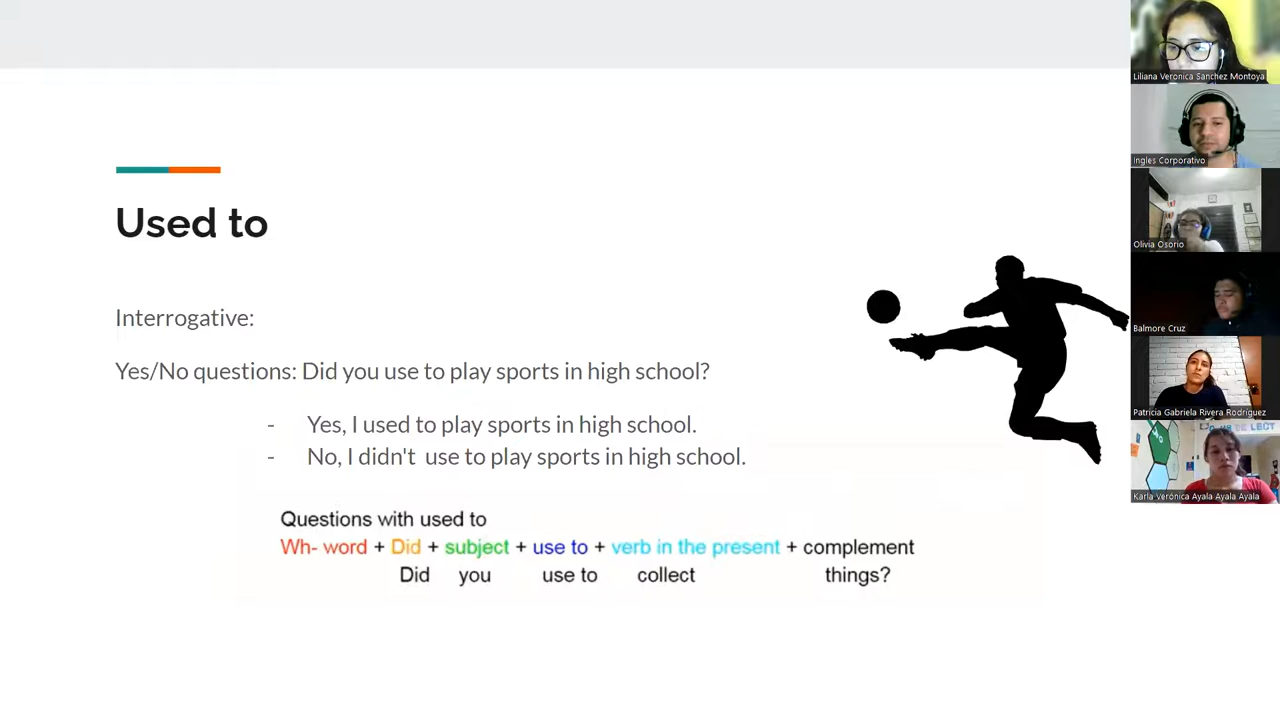 Used to
Interrogative:
Yes/No questions: Did you use to play sports in high school?
- Yes, I used to play sports in high school.
- No, I didn't  use to play sports in high school.
Questions with used to
Wh- word + Did + subject + use to + verb in the present + complement
Did you use to collect things?
Liliana Veronica Sanchez Montoya
Ingles Corporativo
Olivia Osorio
Balmore Cruz
Patricia Gabriela Rivera Rodriguez
Karla Verónica Ayala Ayala Ayala